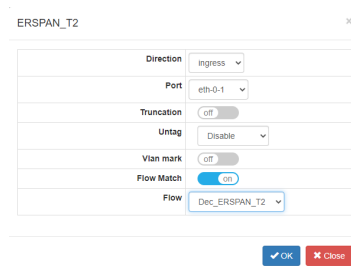 ERSPAN_T2 ×
Direction ingress
Port eth-0-1
Truncation off
Untag Disable
Vlan mark off
Flow Match on
Flow Dec_ERSPAN_T2
✔OK ✖ Close